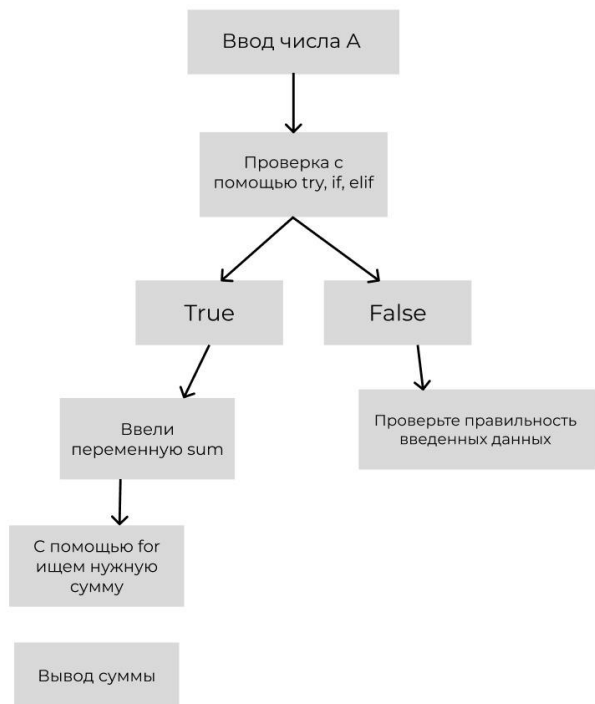 Ввод числа А
Проверка с
помощью try, if, elif
True
False
Ввели
переменную sum
Проверьте правильность
введенных данных
С помощью for
ищем нужную
сумму
Вывод суммы